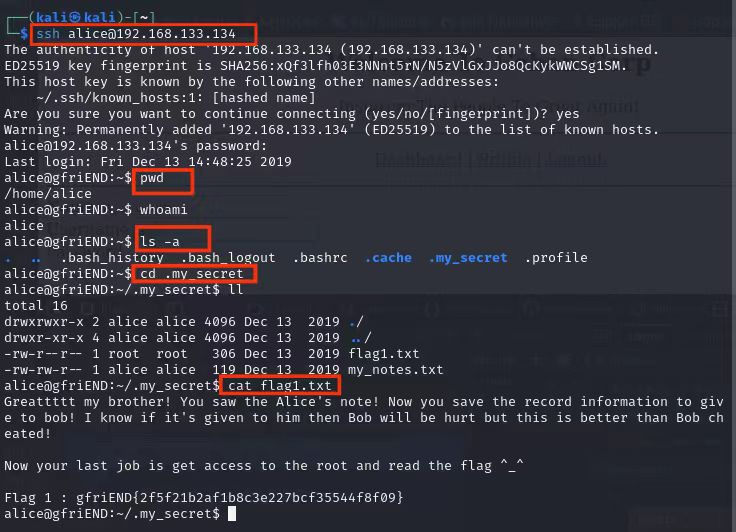 ┌──(kali㉿kali)-[~]
└─$ ssh alice@192.168.133.134
The authenticity of host '192.168.133.134 (192.168.133.134)' can't be established.
ED25519 key fingerprint is SHA256:xQf3lfh03E3NNnt5rN/N5zVlGxJJo8QcKykWWCSg1SM.
This host key is known by the following other names/addresses:
    ~/.ssh/known_hosts:1: [hashed name]
Are you sure you want to continue connecting (yes/no/[fingerprint])? yes
Warning: Permanently added '192.168.133.134' (ED25519) to the list of known hosts.
alice@192.168.133.134's password:
Last login: Fri Dec 13 14:48:25 2019
alice@gfriEND:~$ pwd
/home/alice
alice@gfriEND:~$ whoami
alice
alice@gfriEND:~$ ls -a
.  ..  .bash_history  .bash_logout  .bashrc  .cache  .my_secret  .profile
alice@gfriEND:~$ cd .my_secret
alice@gfriEND:~/.my_secret$ ll
total 16
drwxrwxr-x 2 alice alice 4096 Dec 13  2019 ./
drwxr-xr-x 4 alice alice 4096 Dec 13  2019 ../
-rw-r--r-- 1 root  root   306 Dec 13  2019 flag1.txt
-rw-rw-r-- 1 alice alice  119 Dec 13  2019 my_notes.txt
alice@gfriEND:~/.my_secret$ cat flag1.txt
Greattttt my brother! You saw the Alice's note! Now you save the record information to giv
e to bob! I know if it's given to him then Bob will be hurt but this is better than Bob ch
eated!
Now your last job is get access to the root and read the flag ^_^
Flag 1 : gfriEND{2f5f21b2af1b8c3e227bcf35544f8f09}
alice@gfriEND:~/.my_secret$